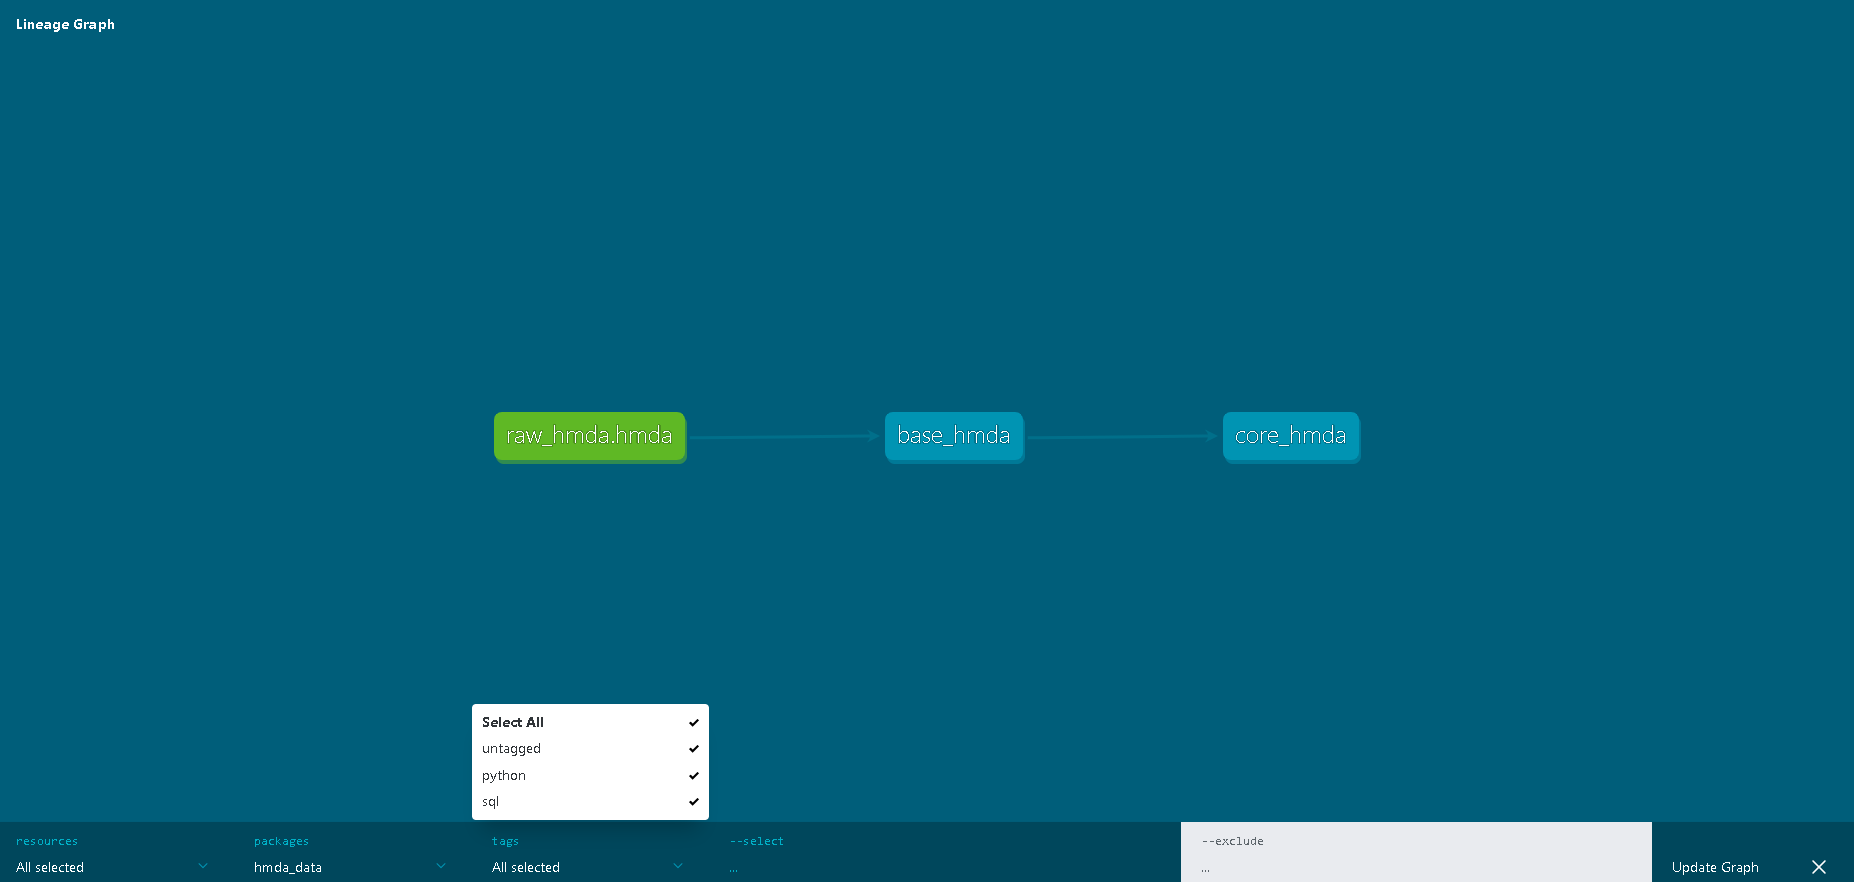 Lineage Graph
raw_hmda.hmda
base_hmda
core_hmda
Select All
untagged
python
sql
resources
All selected
packages
hmda_data
tags
All selected
--select
...
--exclude
...
Update Graph